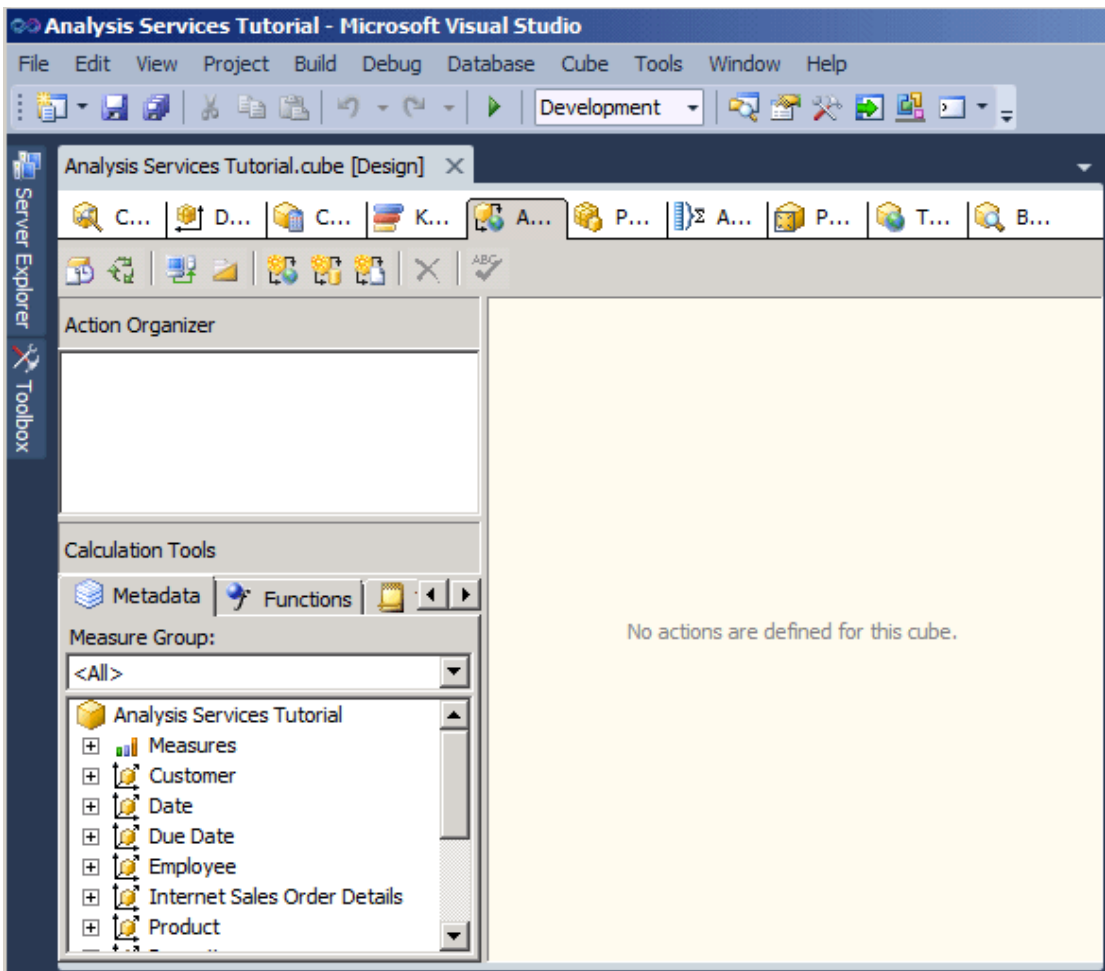 Analysis Services Tutorial - Microsoft Visual Studio
File Edit View Project Build Debug Database Cube Tools Window Help
Development
Server Explorer
Toolbox
Analysis Services Tutorial.cube [Design]
C... D... C... K... A... P... Σ A... P... T... B...
ABC
Action Organizer
Calculation Tools
Metadata Functions
Measure Group:
<All>
Analysis Services Tutorial
Measures
Customer
Date
Due Date
Employee
Internet Sales Order Details
Product
No actions are defined for this cube.